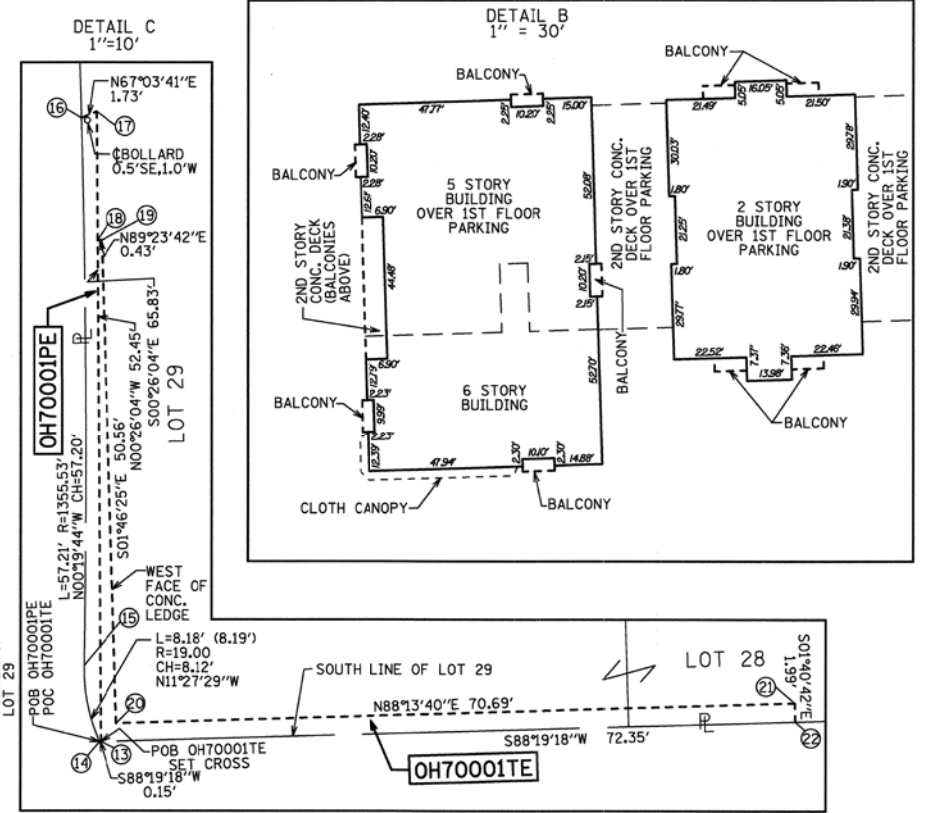 DETAIL C
1"=10'
N67°03'41"E
1.73'
16
17
℄BOLLARD
0.5'SE,1.0'W
18
19
N89°23'42"E
0.43'
OH70001PE
℄
S00°26'04"E 65.83'
N00°26'04"W 52.45'
S01°46'25"E 50.56'
LOT 29
L=57.21' R=1355.53'
N00°19'44"W CH=57.20'
WEST
FACE OF
CONC.
LEDGE
15
L=8.18' (8.19')
R=19.00
CH=8.12'
N11°27'29"W
LOT 29
POB OH70001PE
POC OH70001TE
20
14
13
POB OH70001TE
SET CROSS
S88°19'18"W
0.15'
SOUTH LINE OF LOT 29
N88°13'40"E 70.69'
LOT 28
S01°40'42"E
1.99'
21
22
S88°19'18"W 72.35'
OH70001TE
DETAIL B
1" = 30'
BALCONY
47.77'
2.25'
10.20'
2.25'
15.00'
12.40'
2.28'
10.20'
2.28'
12.61'
6.90'
BALCONY
5 STORY
BUILDING
OVER 1ST FLOOR
PARKING
52.08'
2ND STORY
CONC. DECK
(BALCONIES
ABOVE)
44.48'
2.15'
10.20'
2.15'
BALCONY
6.90'
12.79'
2.23'
9.99'
2.23'
12.39'
BALCONY
6 STORY
BUILDING
52.70'
47.94'
2.30'
10.10'
2.30'
14.88'
CLOTH CANOPY
BALCONY
2ND STORY CONC.
DECK OVER 1ST
FLOOR PARKING
BALCONY
21.49'
5.05'
16.05'
5.05'
21.50'
30.03'
1.80'
21.25'
1.80'
29.71'
2 STORY
BUILDING
OVER 1ST FLOOR
PARKING
29.78'
1.90'
21.38'
1.90'
29.94'
2ND STORY CONC.
DECK OVER 1ST
FLOOR PARKING
22.52'
7.37'
13.98'
7.36'
22.46'
BALCONY